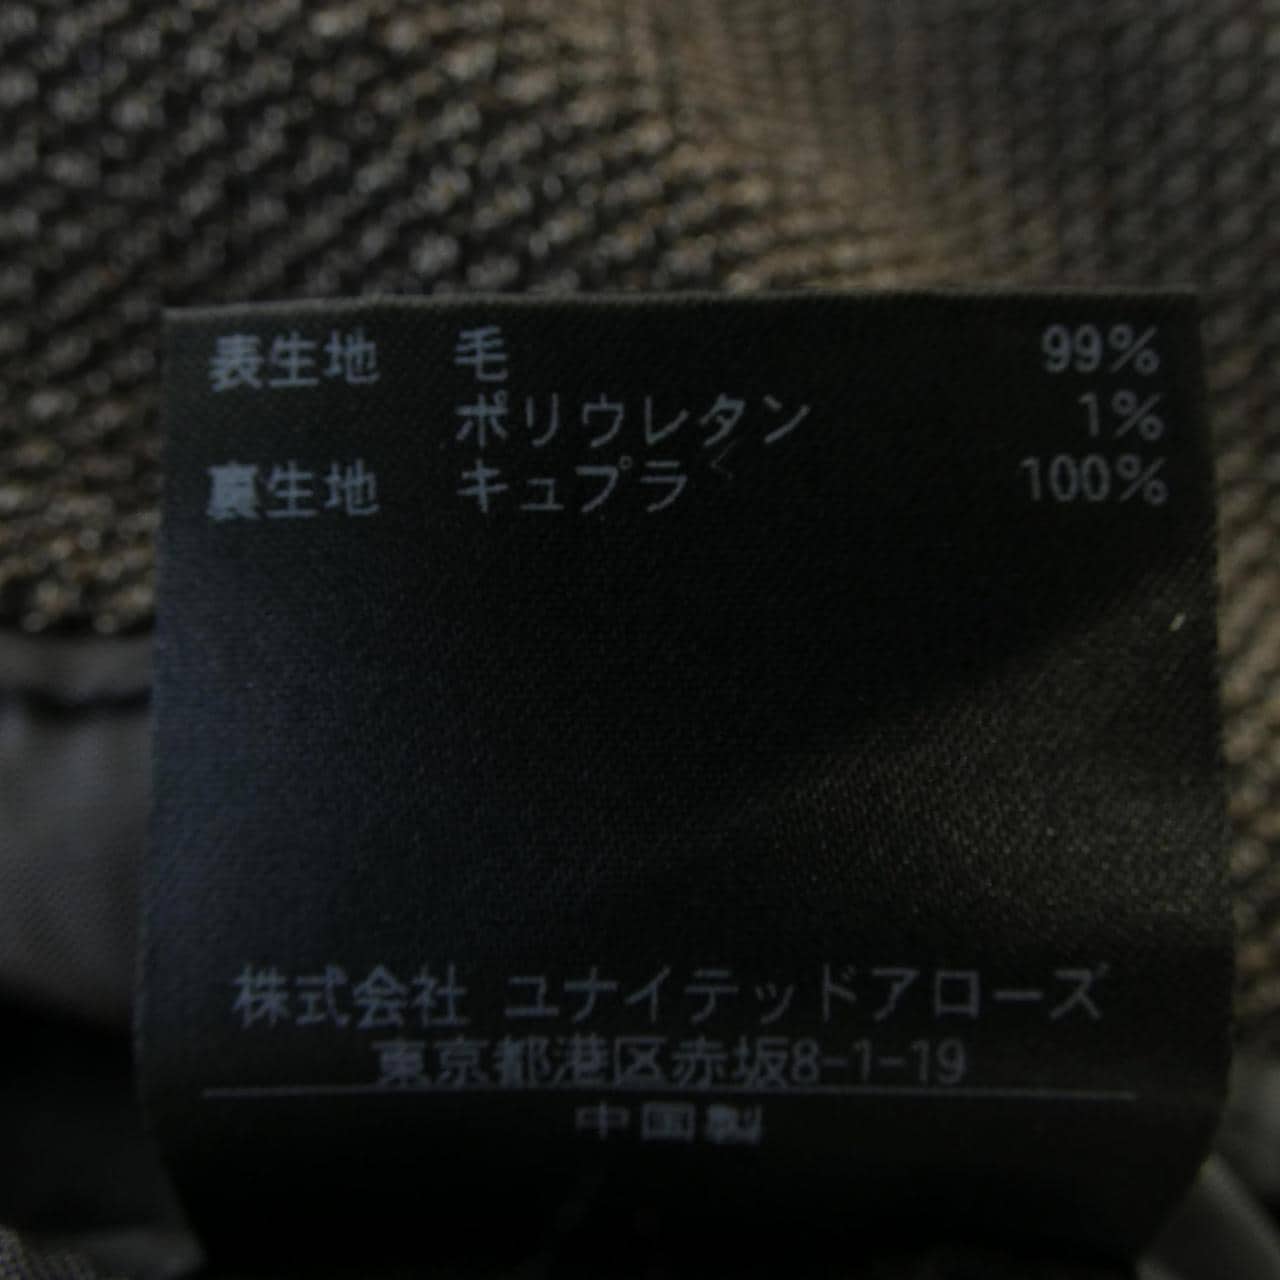 表生地 毛 99%
ポリウレタン 1%
裏生地 キュプラ 100%
株式会社 ユナイテッドアローズ
東京都港区赤坂8-1-19
中国製